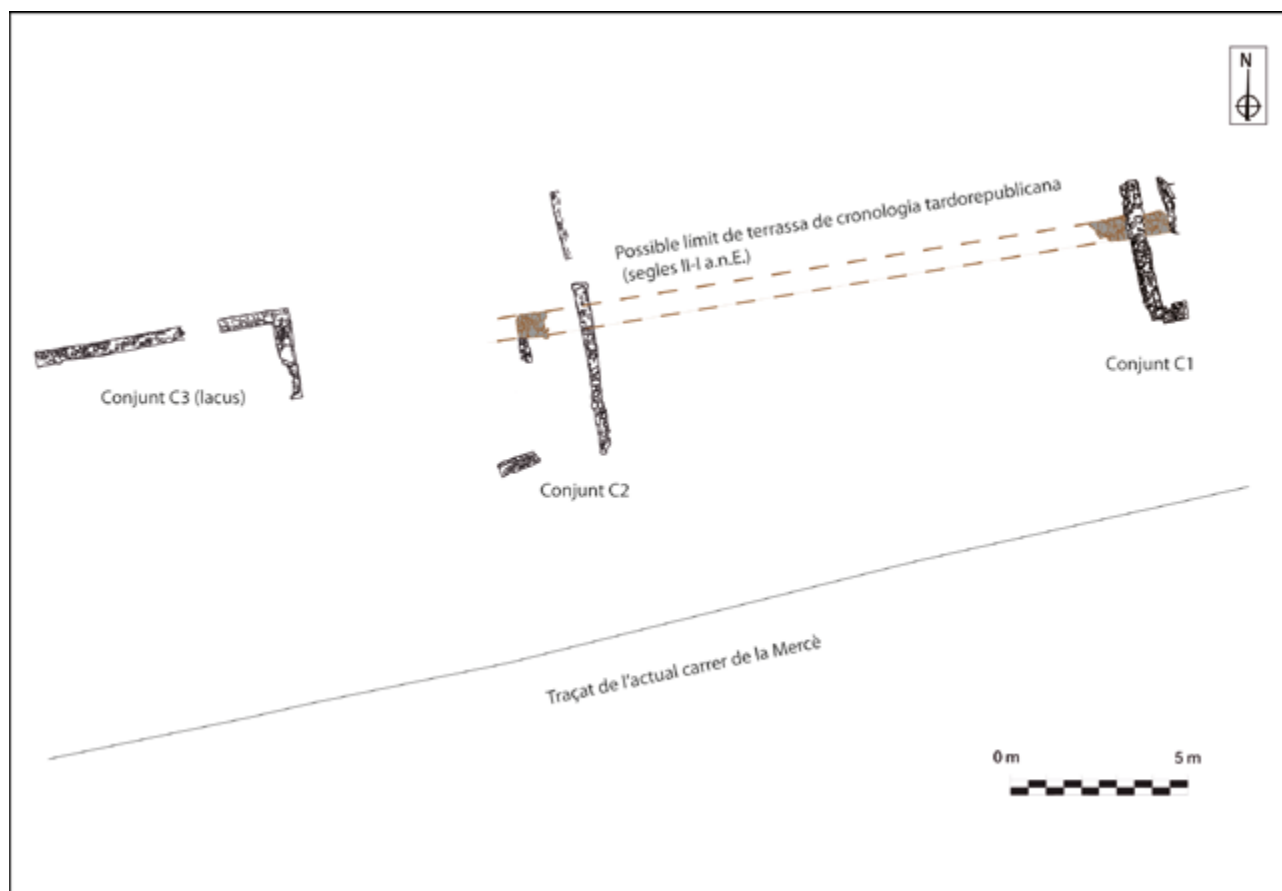 N
Possible límit de terrassa de cronologia tardorepublicana
(segles II-I a.n.E.)
Conjunt C3 (lacus)
Conjunt C1
Conjunt C2
Traçat de l'actual carrer de la Mercè
0 m 5 m